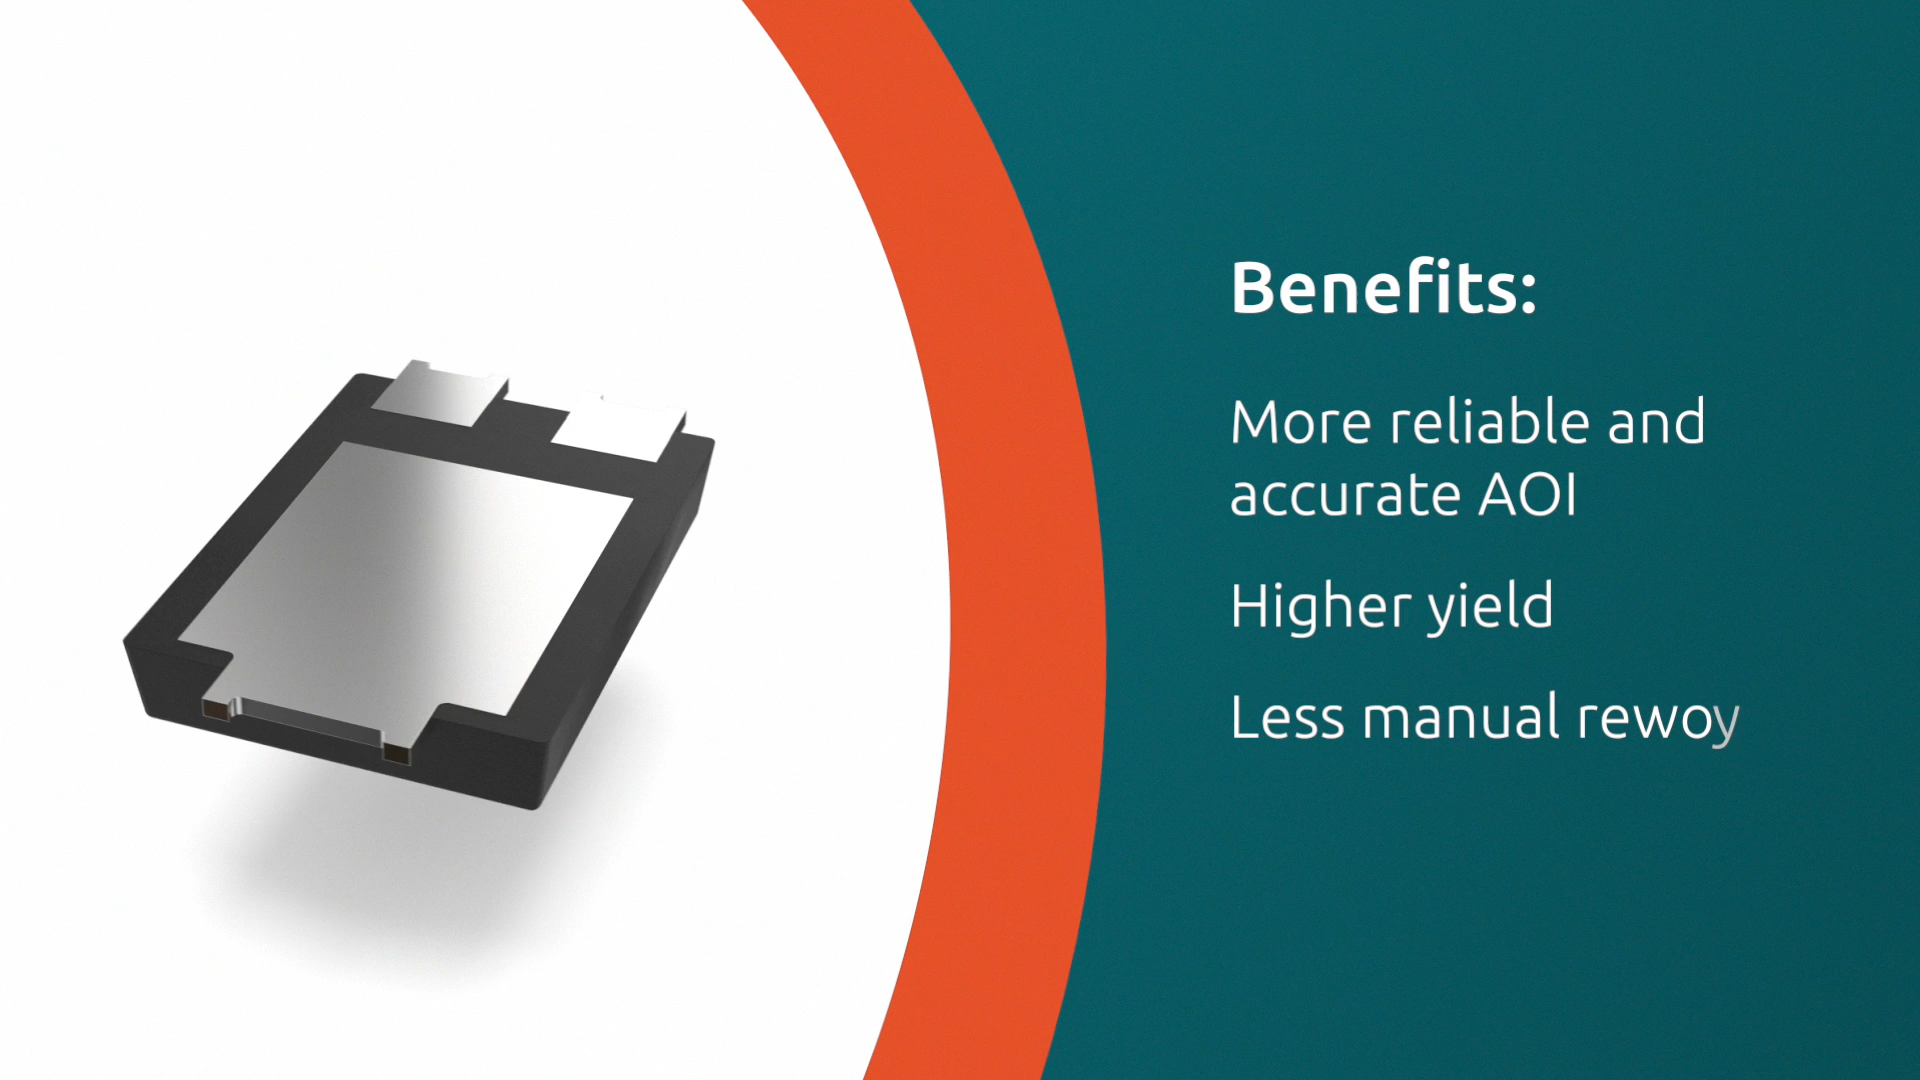 Benefits:
More reliable and
accurate AOI
Higher yield
Less manual rewoy